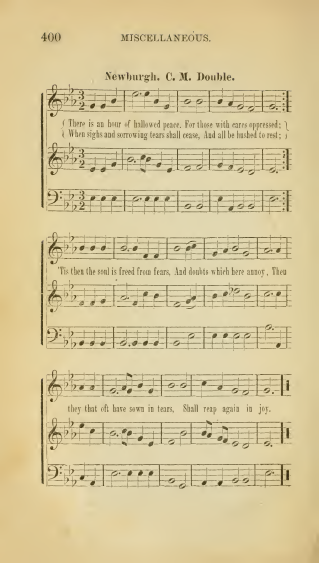 400 MISCELLANEOUS.
Newburgh. C. M. Double.
There is an hour of hallowed peace, For those with cares oppressed;
When sighs and sorrowing tears shall cease, And all be hushed to rest;
'Tis then the soul is freed from fears, And doubts which here annoy, Then
they that oft have sown in tears, Shall reap again in joy.